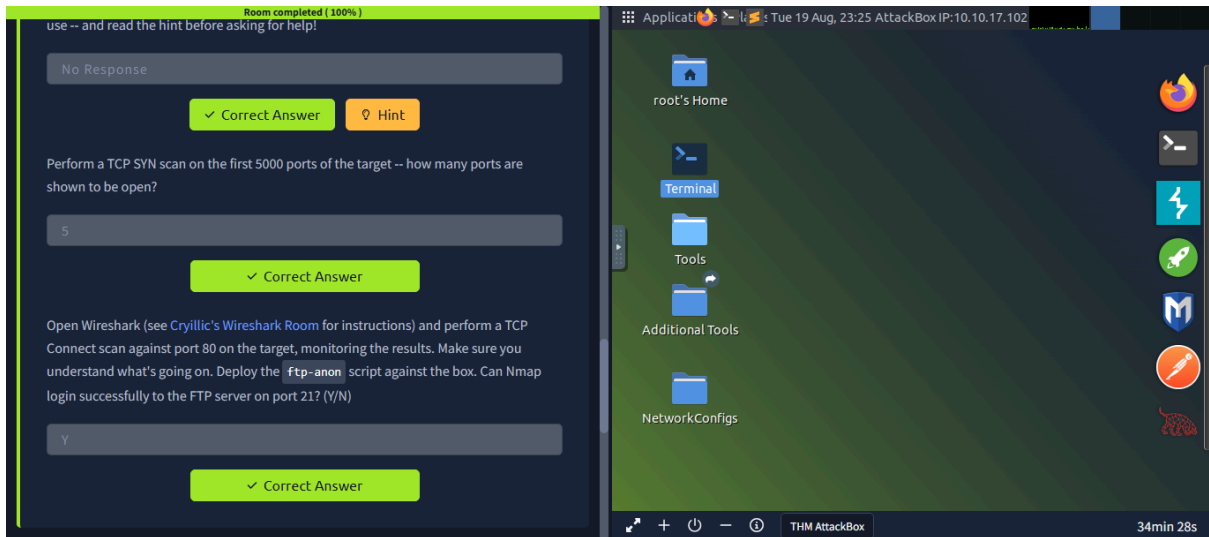 Room completed ( 100% )
use -- and read the hint before asking for help!
No Response
Correct Answer
Hint
Perform a TCP SYN scan on the first 5000 ports of the target -- how many ports are
shown to be open?
5
Correct Answer
Open Wireshark (see Cryillic's Wireshark Room for instructions) and perform a TCP
Connect scan against port 80 on the target, monitoring the results. Make sure you
understand what's going on. Deploy the ftp-anon script against the box. Can Nmap
login successfully to the FTP server on port 21? (Y/N)
Y
Correct Answer
Tue 19 Aug, 23:25 AttackBox IP:10.10.17.102
root's Home
Terminal
Tools
Additional Tools
NetworkConfigs
THM AttackBox
34min 28s